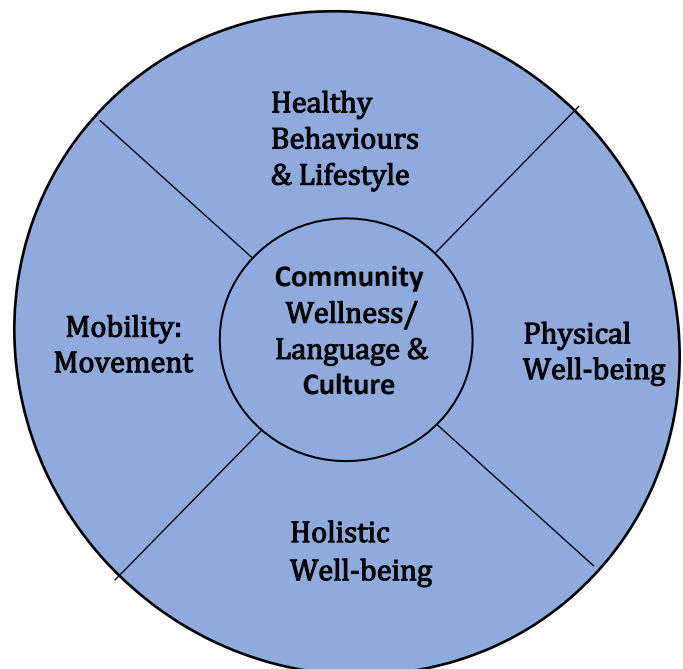 Healthy
Behaviours
& Lifestyle
Community
Wellness/
Language &
Culture
Mobility:
Movement
Physical
Well-being
Holistic
Well-being